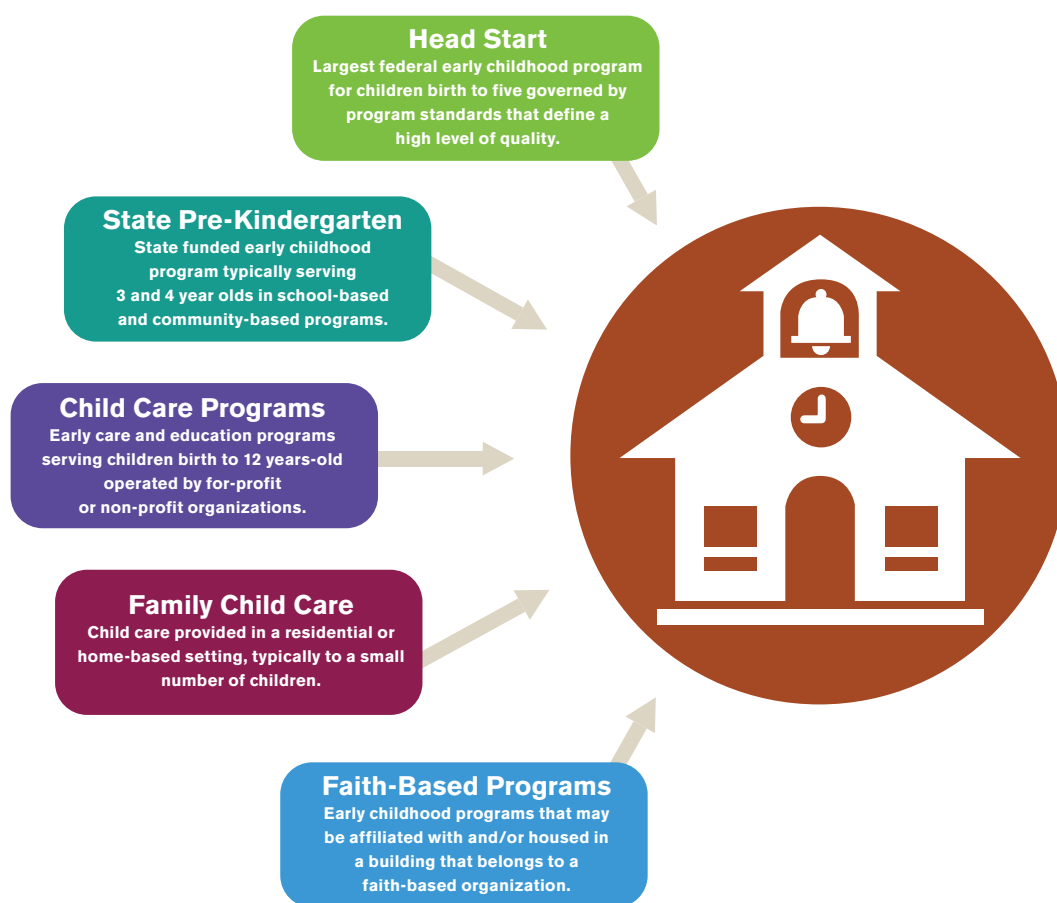 Head Start
Largest federal early childhood program
for children birth to five governed by
program standards that define a
high level of quality.
State Pre-Kindergarten
State funded early childhood
program typically serving
3 and 4 year olds in school-based
and community-based programs.
Child Care Programs
Early care and education programs
serving children birth to 12 years-old
operated by for-profit
or non-profit organizations.
Family Child Care
Child care provided in a residential or
home-based setting, typically to a small
number of children.
Faith-Based Programs
Early childhood programs that may
be affiliated with and/or housed in
a building that belongs to a
faith-based organization.